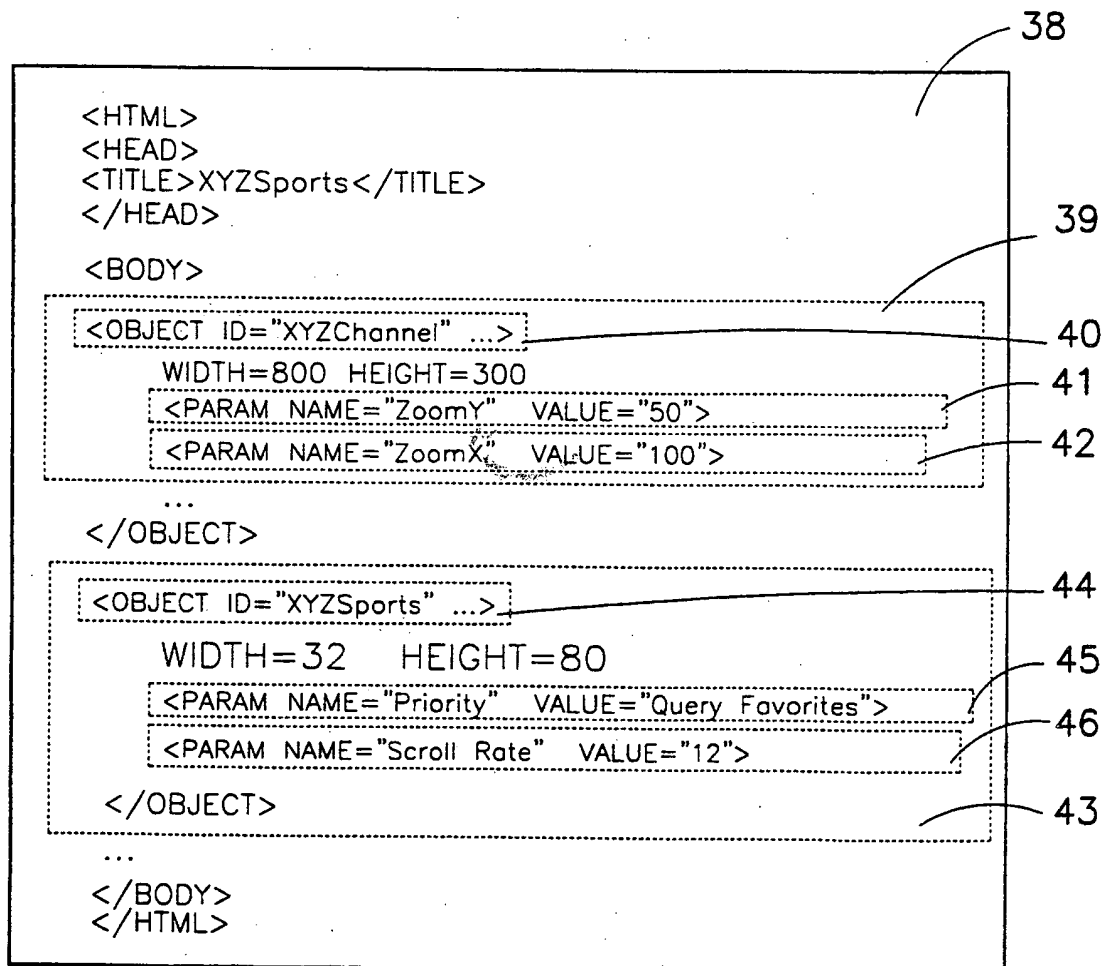 38
<HTML>
<HEAD>
<TITLE>XYZSports</TITLE>
</HEAD>
39
<BODY>
<OBJECT ID="XYZChannel" ...>
40
WIDTH=800 HEIGHT=300
41
<PARAM NAME="ZoomY" VALUE="50">
42
<PARAM NAME="ZoomX" VALUE="100">
...
</OBJECT>
44
<OBJECT ID="XYZSports" ...>
WIDTH=32 HEIGHT=80
45
<PARAM NAME="Priority" VALUE="Query Favorites">
46
<PARAM NAME="Scroll Rate" VALUE="12">
</OBJECT>
43
...
</BODY>
</HTML>